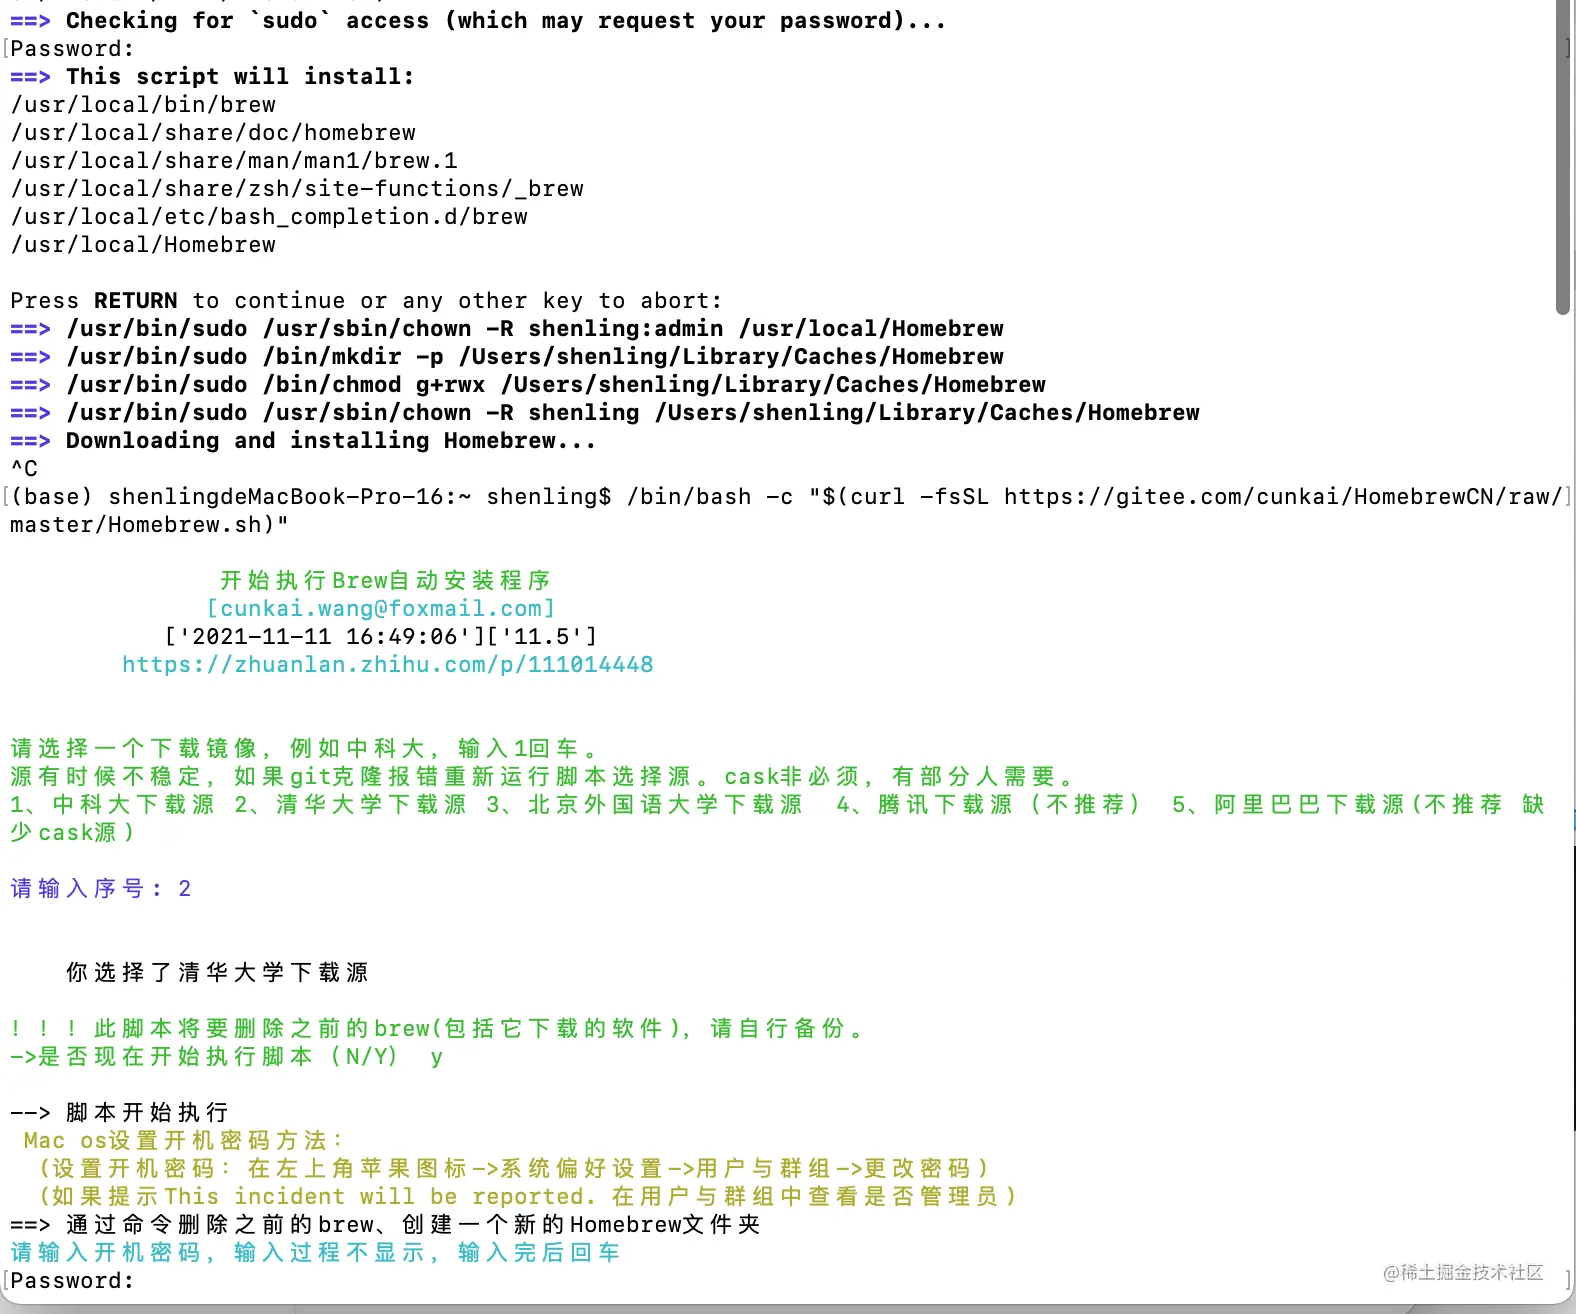 ==> Checking for `sudo` access (which may request your password)...
Password:
==> This script will install:
/usr/local/bin/brew
/usr/local/share/doc/homebrew
/usr/local/share/man/man1/brew.1
/usr/local/share/zsh/site-functions/_brew
/usr/local/etc/bash_completion.d/brew
/usr/local/Homebrew
Press RETURN to continue or any other key to abort:
==> /usr/bin/sudo /usr/sbin/chown -R shenling:admin /usr/local/Homebrew
==> /usr/bin/sudo /bin/mkdir -p /Users/shenling/Library/Caches/Homebrew
==> /usr/bin/sudo /bin/chmod g+rwx /Users/shenling/Library/Caches/Homebrew
==> /usr/bin/sudo /usr/sbin/chown -R shenling /Users/shenling/Library/Caches/Homebrew
==> Downloading and installing Homebrew...
^C
(base) shenlingdeMacBook-Pro-16:~ shenling$ /bin/bash -c "$(curl -fsSL https://gitee.com/cunkai/HomebrewCN/raw/
master/Homebrew.sh)"
开始执行Brew自动安装程序
[cunkai.wang@foxmail.com]
['2021-11-11 16:49:06']['11.5']
https://zhuanlan.zhihu.com/p/111014448
请选择一个下载镜像，例如中科大，输入1回车。
源有时候不稳定，如果git克隆报错重新运行脚本选择源。cask非必须，有部分人需要。
1、中科大下载源 2、清华大学下载源 3、北京外国语大学下载源  4、腾讯下载源（不推荐） 5、阿里巴巴下载源(不推荐 缺
少cask源)
请输入序号: 2
你选择了清华大学下载源
！！！此脚本将要删除之前的brew(包括它下载的软件)，请自行备份。
->是否现在开始执行脚本（N/Y） y
--> 脚本开始执行
Mac os设置开机密码方法：
(设置开机密码：在左上角苹果图标->系统偏好设置->用户与群组->更改密码)
(如果提示This incident will be reported. 在用户与群组中查看是否管理员)
==> 通过命令删除之前的brew、创建一个新的Homebrew文件夹
请输入开机密码，输入过程不显示，输入完后回车
Password:
@稀土掘金技术社区